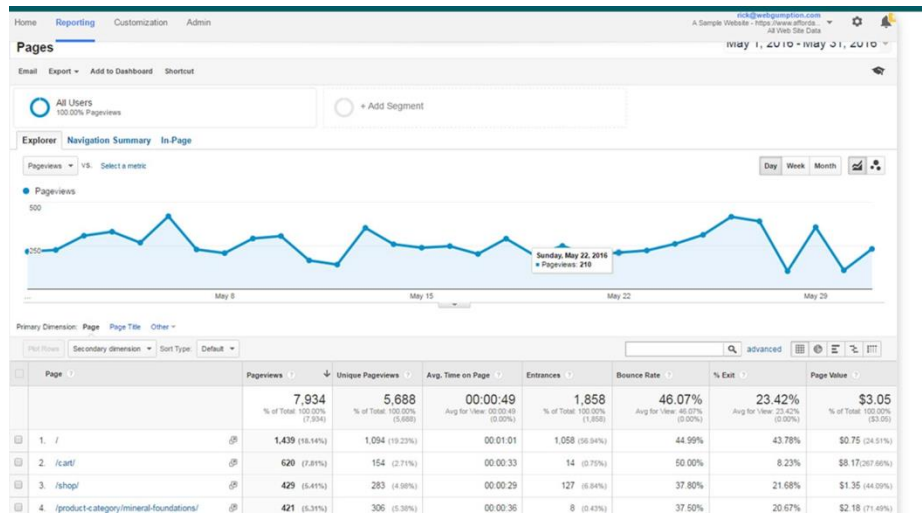 Home Reporting Customization Admin
rick@webgumption.com
A Sample Website - https://www.afforda...
All Web Site Data
Pages
May 1, 2016 - May 31, 2016
Email Export Add to Dashboard Shortcut
All Users
100.00% Pageviews
+ Add Segment
Explorer Navigation Summary In-Page
Pageviews VS. Select a metric
Day Week Month
Pageviews
500
250
Sunday, May 22, 2016
Pageviews: 210
... May 8 May 15 May 22 May 29
Primary Dimension: Page Page Title Other
Plot Rows Secondary dimension Sort Type: Default advanced
Page Pageviews Unique Pageviews Avg. Time on Page Entrances Bounce Rate % Exit Page Value
7,934 5,688 00:00:49 1,858 46.07% 23.42% $3.05
% of Total: 100.00% % of Total: 100.00% Avg for View: 00:00:49 % of Total: 100.00% Avg for View: 46.07% Avg for View: 23.42% % of Total: 100.00%
(7,934) (5,688) (0.00%) (1,858) (0.00%) (0.00%) ($3.05)
1. / 1,439 (18.14%) 1,094 (19.23%) 00:01:01 1,058 (56.94%) 44.99% 43.78% $0.75 (24.51%)
2. /cart/ 620 (7.81%) 154 (2.71%) 00:00:33 14 (0.75%) 50.00% 8.23% $8.17(267.66%)
3. /shop/ 429 (5.41%) 283 (4.98%) 00:00:29 127 (6.84%) 37.80% 21.68% $1.35 (44.09%)
4. /product-category/mineral-foundations/ 421 (5.31%) 306 (5.38%) 00:00:36 8 (0.43%) 37.50% 20.67% $2.18 (71.49%)